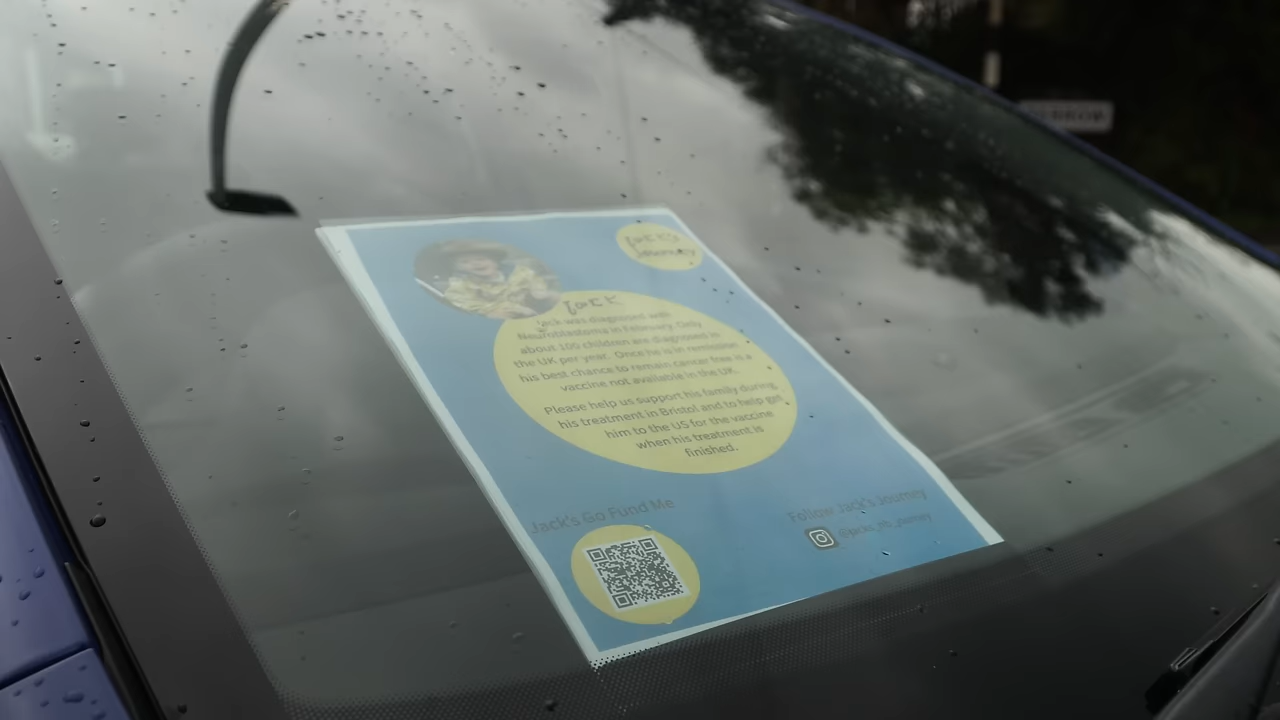 Jack's
Journey
Jack
Jack was diagnosed with
Neuroblastoma in February. Only
about 100 children are diagnosed in
the UK per year. Once he is in remission
his best chance to remain cancer free is a
vaccine not available in the UK.
Please help us support his family during
his treatment in Bristol and to help get
him to the US for the vaccine
when his treatment is
finished.
Jack's Go Fund Me
Follow Jack's Journey